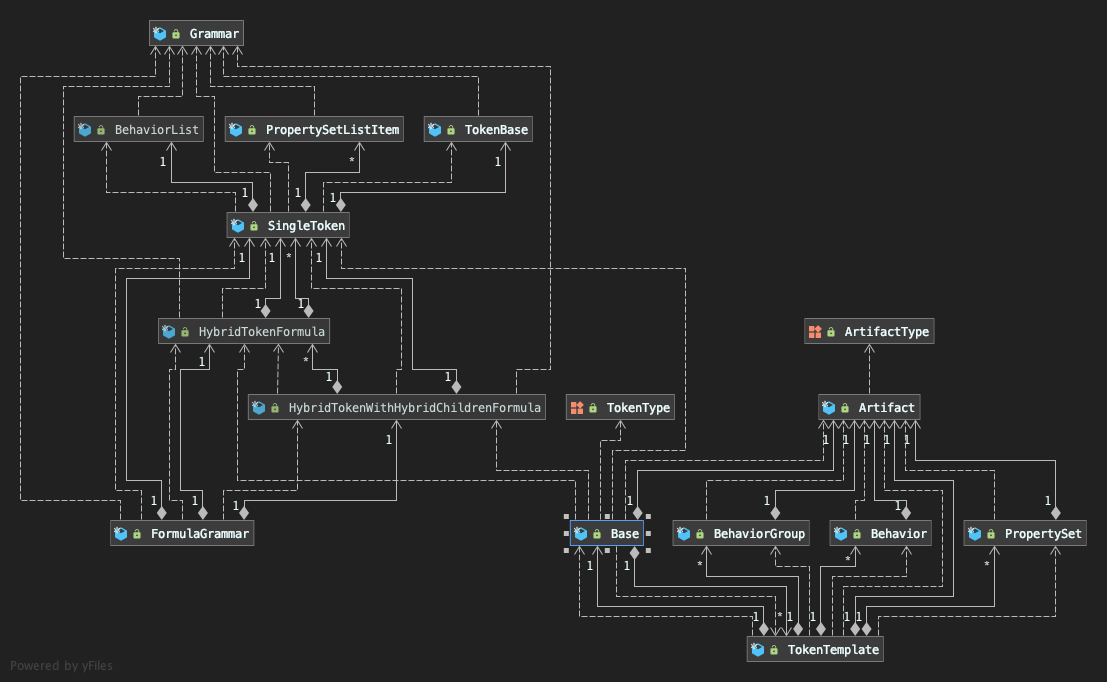 Grammar
BehaviorList
PropertySetListItem
TokenBase
1
*
1
1
1
1
SingleToken
1
1
*
1
1
1
HybridTokenFormula
ArtifactType
1
*
1
1
HybridTokenWithHybridChildrenFormula
TokenType
Artifact
1
1
1
1
1
1
1
1
1
1
1
1
FormulaGrammar
Base
BehaviorGroup
Behavior
PropertySet
1
1
*
*
*
1
*
1
1
1
1
TokenTemplate
Powered by yFiles